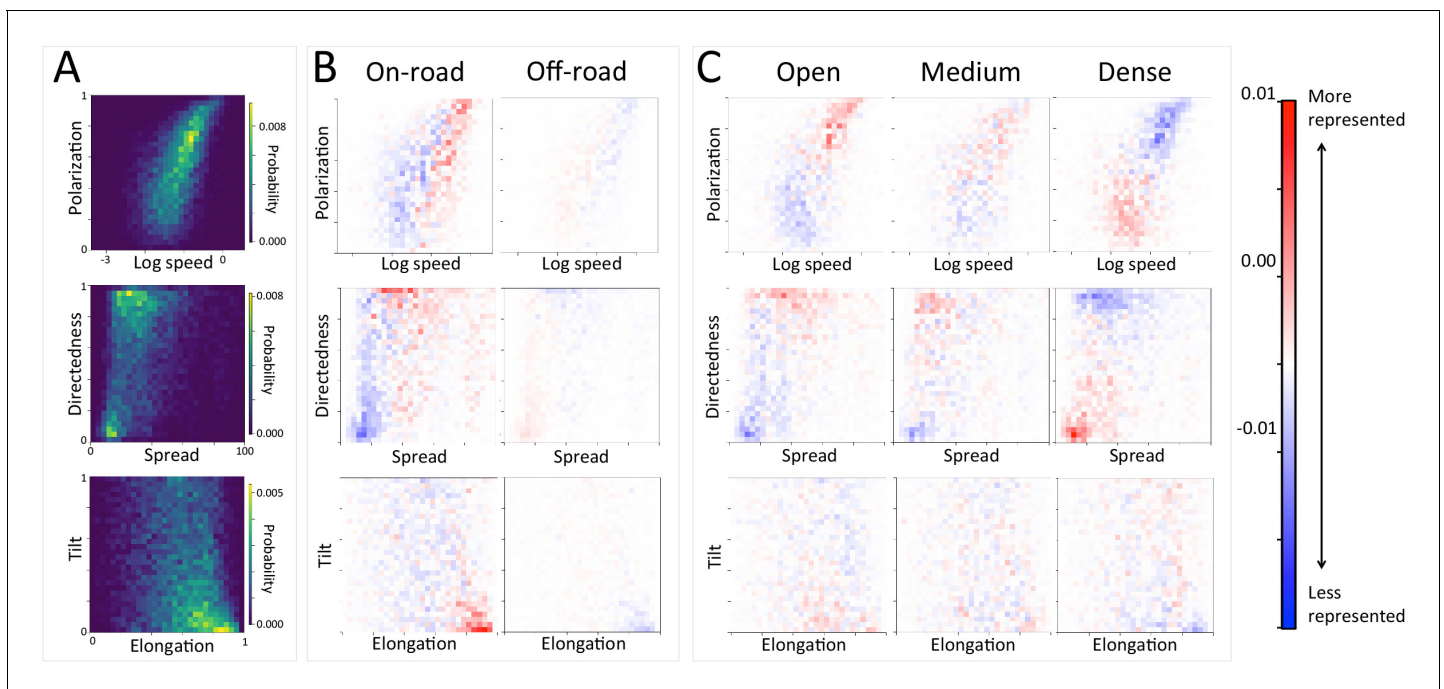 A
1
Polarization
0
-3
0
Log speed
0.008
Probability
0.000
1
Directedness
0
0
100
Spread
0.008
Probability
0.000
1
Tilt
0
0
1
Elongation
0.005
Probability
0.000
B
On-road
Off-road
Polarization
Log speed
Log speed
Directedness
Spread
Spread
Tilt
Elongation
Elongation
C
Open
Medium
Dense
Polarization
Log speed
Log speed
Log speed
Directedness
Spread
Spread
Spread
Tilt
Elongation
Elongation
Elongation
0.01
0.00
-0.01
More
represented
Less
represented